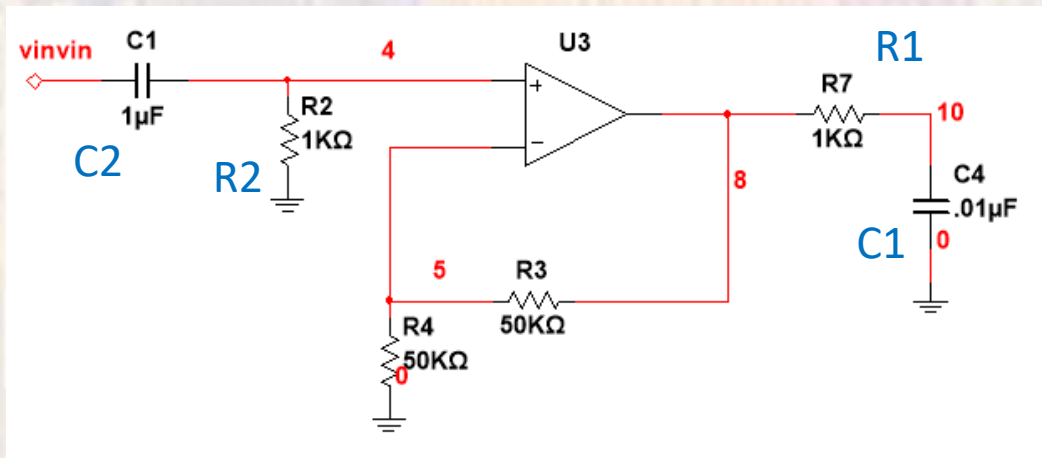 vinvin
C1
1µF
C2
4
R2
1KΩ
R2
U3
+
−
R1
R7
1KΩ
10
8
C4
.01µF
C1
0
5
R3
50KΩ
R4
50KΩ
0